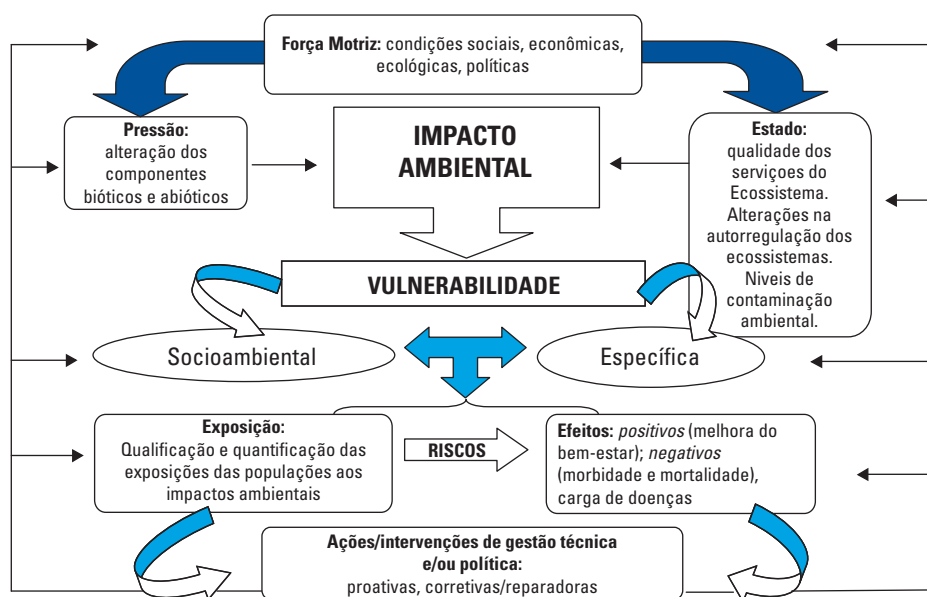 Força Motriz: condições sociais, econômicas,
ecológicas, políticas
Pressão:
alteração dos
componentes
bióticos e abióticos
IMPACTO
AMBIENTAL
Estado:
qualidade dos
serviçoes do
Ecossistema.
Alterações na
autorregulação dos
ecossistemas.
Niveis de
contaminação
ambiental.
VULNERABILIDADE
Socioambiental
Específica
Exposição:
Qualificação e quantificação das
exposições das populações aos
impactos ambientais
RISCOS
Efeitos: positivos (melhora do
bem-estar); negativos
(morbidade e mortalidade),
carga de doenças
Ações/intervenções de gestão técnica
e/ou política:
proativas, corretivas/reparadoras